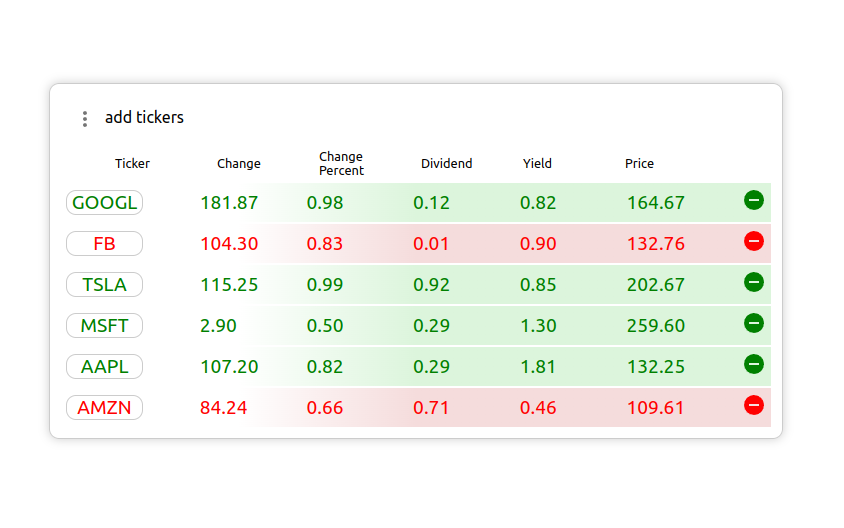 add tickers
Ticker Change Change Percent Dividend Yield Price
GOOGL 181.87 0.98 0.12 0.82 164.67
FB 104.30 0.83 0.01 0.90 132.76
TSLA 115.25 0.99 0.92 0.85 202.67
MSFT 2.90 0.50 0.29 1.30 259.60
AAPL 107.20 0.82 0.29 1.81 132.25
AMZN 84.24 0.66 0.71 0.46 109.61